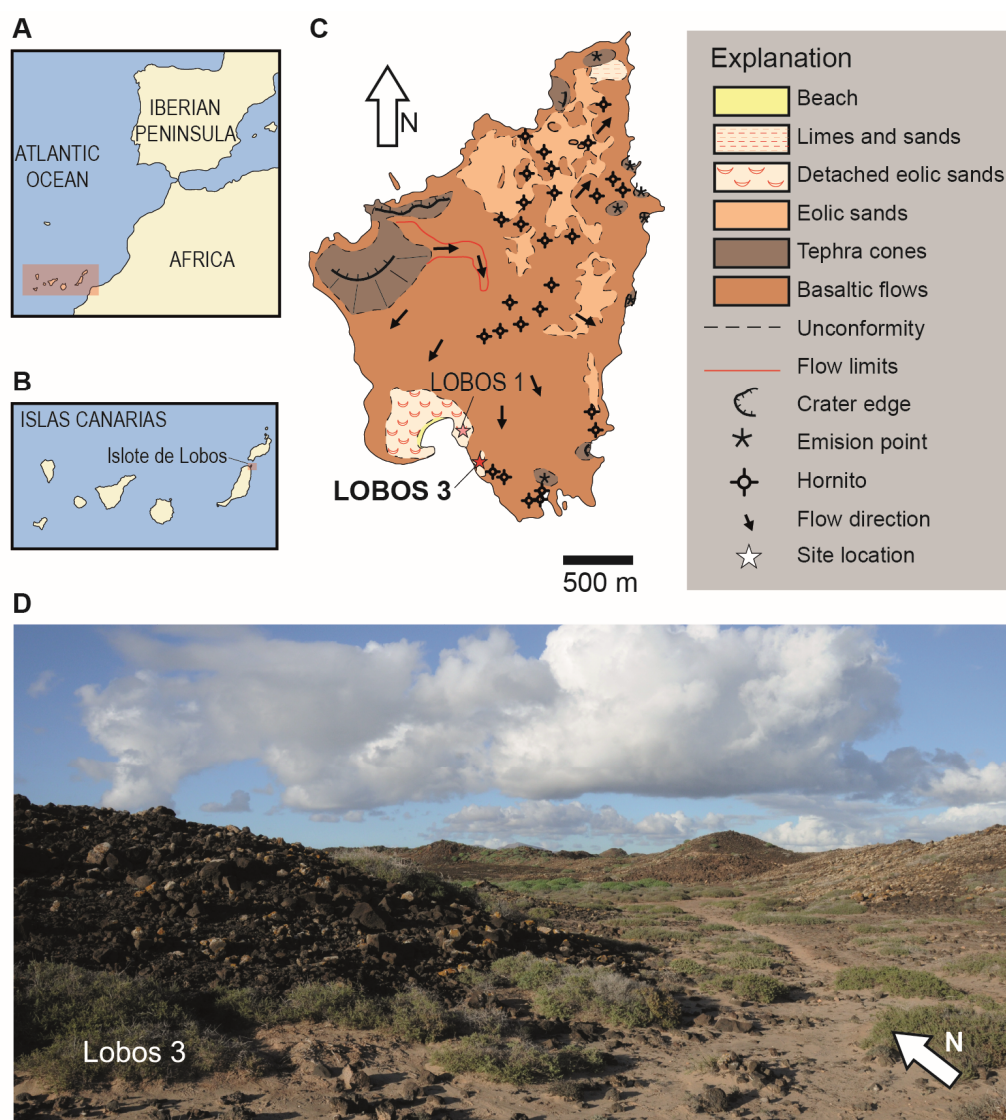 A
IBERIAN
PENINSULA
ATLANTIC
OCEAN
AFRICA
B
ISLAS CANARIAS
Islote de Lobos
C
N
LOBOS 1
LOBOS 3
500 m
Explanation
Beach
Limes and sands
Detached eolic sands
Eolic sands
Tephra cones
Basaltic flows
Unconformity
Flow limits
Crater edge
Emision point
Hornito
Flow direction
Site location
D
Lobos 3
N